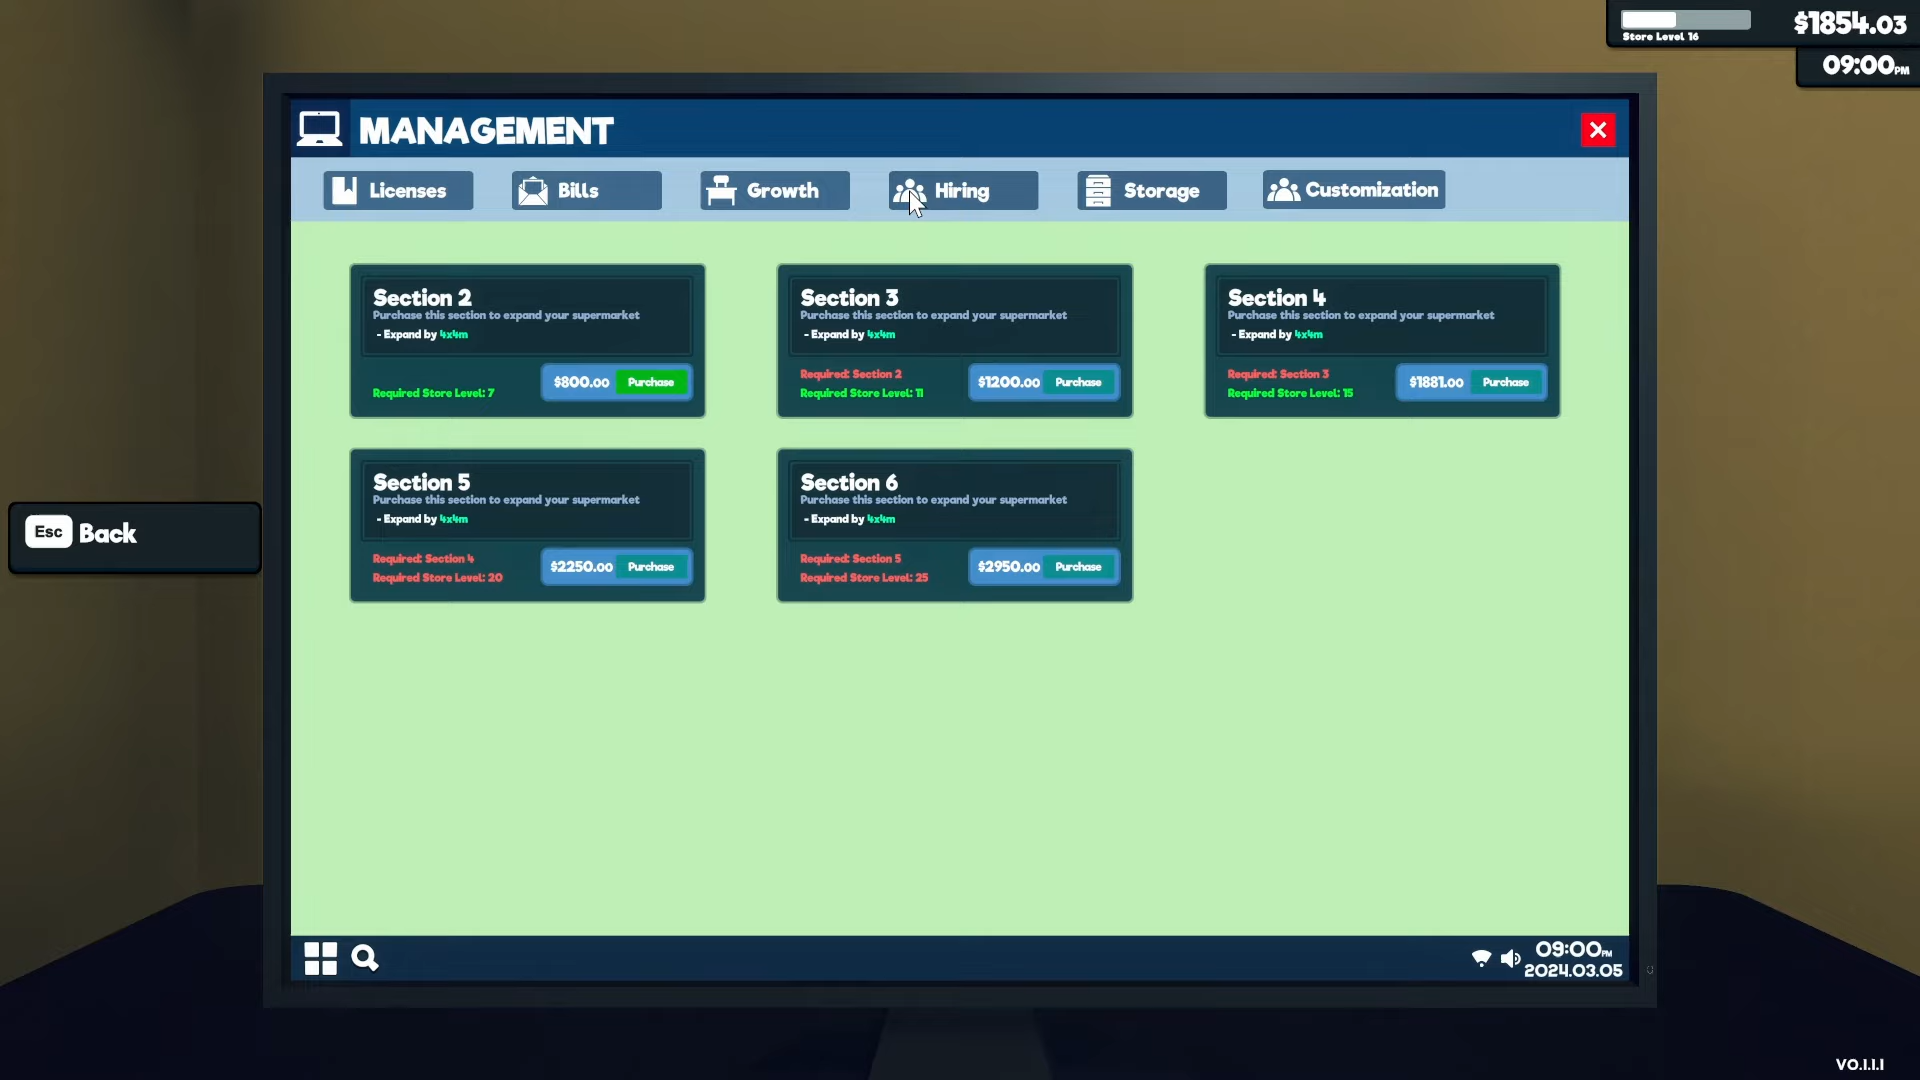 Store Level 16
$1854.03
09:00PM
MANAGEMENT
Licenses
Bills
Growth
Hiring
Storage
Customization
Section 2
Purchase this section to expand your supermarket
- Expand by 4x4m
Required Store Level: 7
$800.00 Purchase
Section 3
Purchase this section to expand your supermarket
- Expand by 4x4m
Required: Section 2
Required Store Level: 11
$1200.00 Purchase
Section 4
Purchase this section to expand your supermarket
- Expand by 4x4m
Required: Section 3
Required Store Level: 15
$1881.00 Purchase
Section 5
Purchase this section to expand your supermarket
- Expand by 4x4m
Required: Section 4
Required Store Level: 20
$2250.00 Purchase
Section 6
Purchase this section to expand your supermarket
- Expand by 4x4m
Required: Section 5
Required Store Level: 25
$2950.00 Purchase
Esc Back
09:00PM
2024.03.05
V0.1.1.1